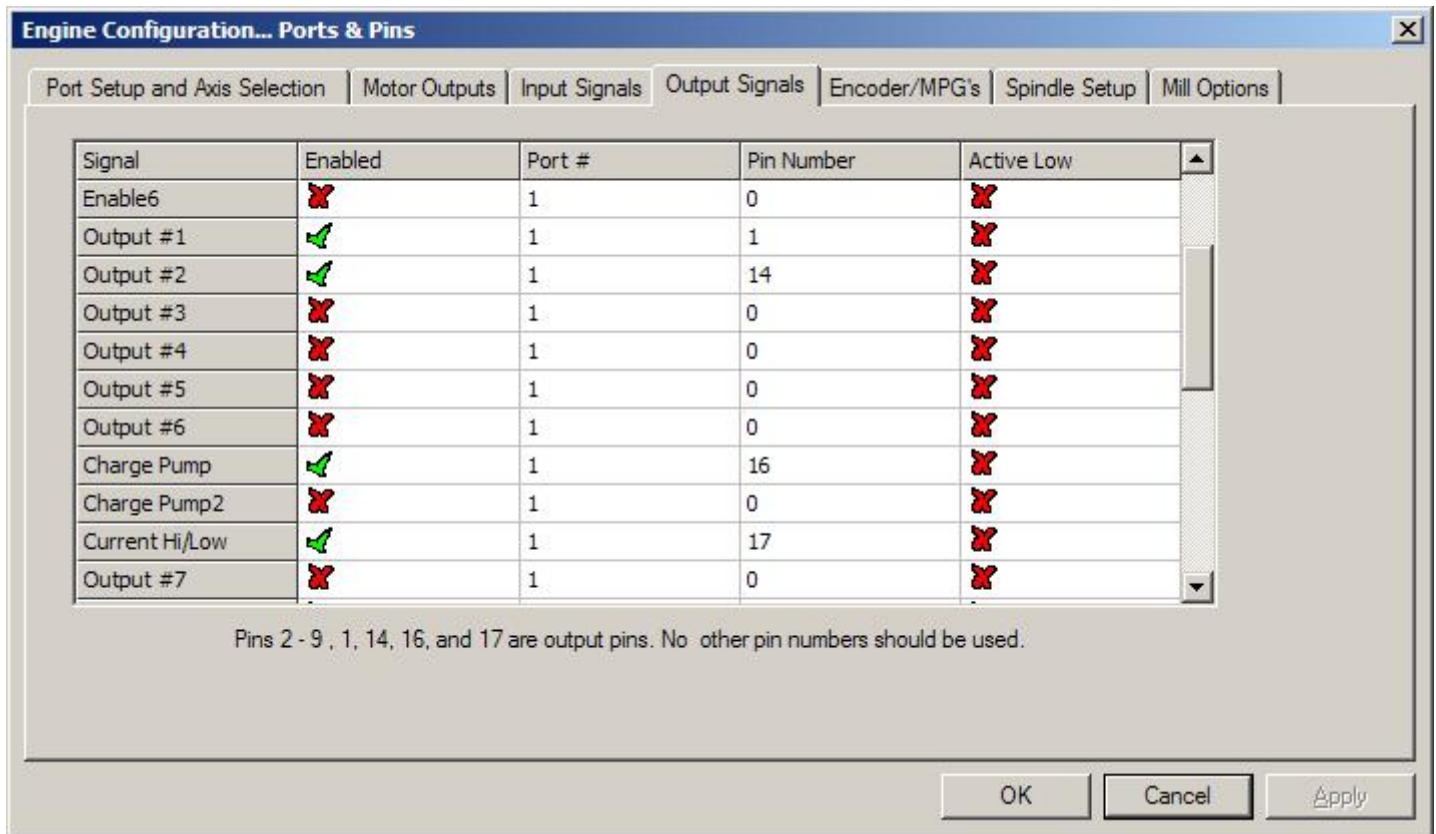 Engine Configuration... Ports & Pins
Port Setup and Axis Selection Motor Outputs Input Signals Output Signals Encoder/MPG's Spindle Setup Mill Options
Signal Enabled Port # Pin Number Active Low
Enable6 1 0
Output #1 1 1
Output #2 1 14
Output #3 1 0
Output #4 1 0
Output #5 1 0
Output #6 1 0
Charge Pump 1 16
Charge Pump2 1 0
Current Hi/Low 1 17
Output #7 1 0
Pins 2 - 9 , 1, 14, 16, and 17 are output pins. No other pin numbers should be used.
OK Cancel Apply